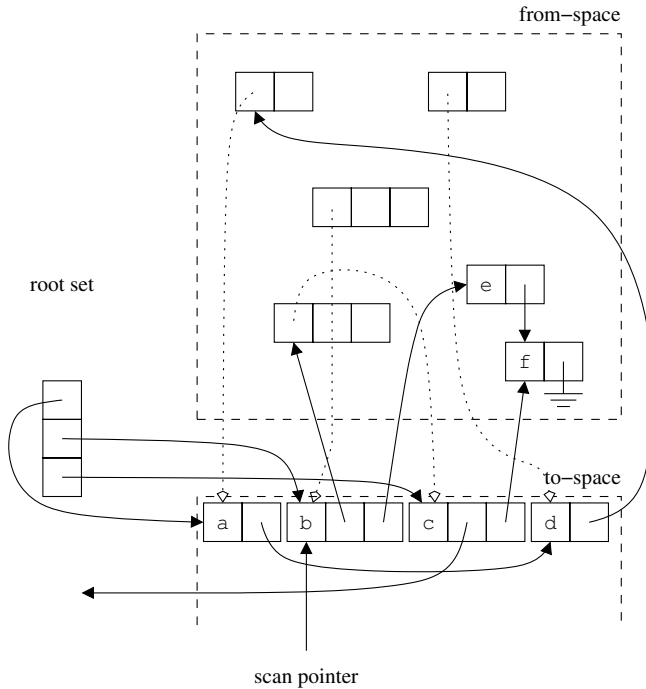 from−space
e
root set
f
to−space
a b c d
scan pointer